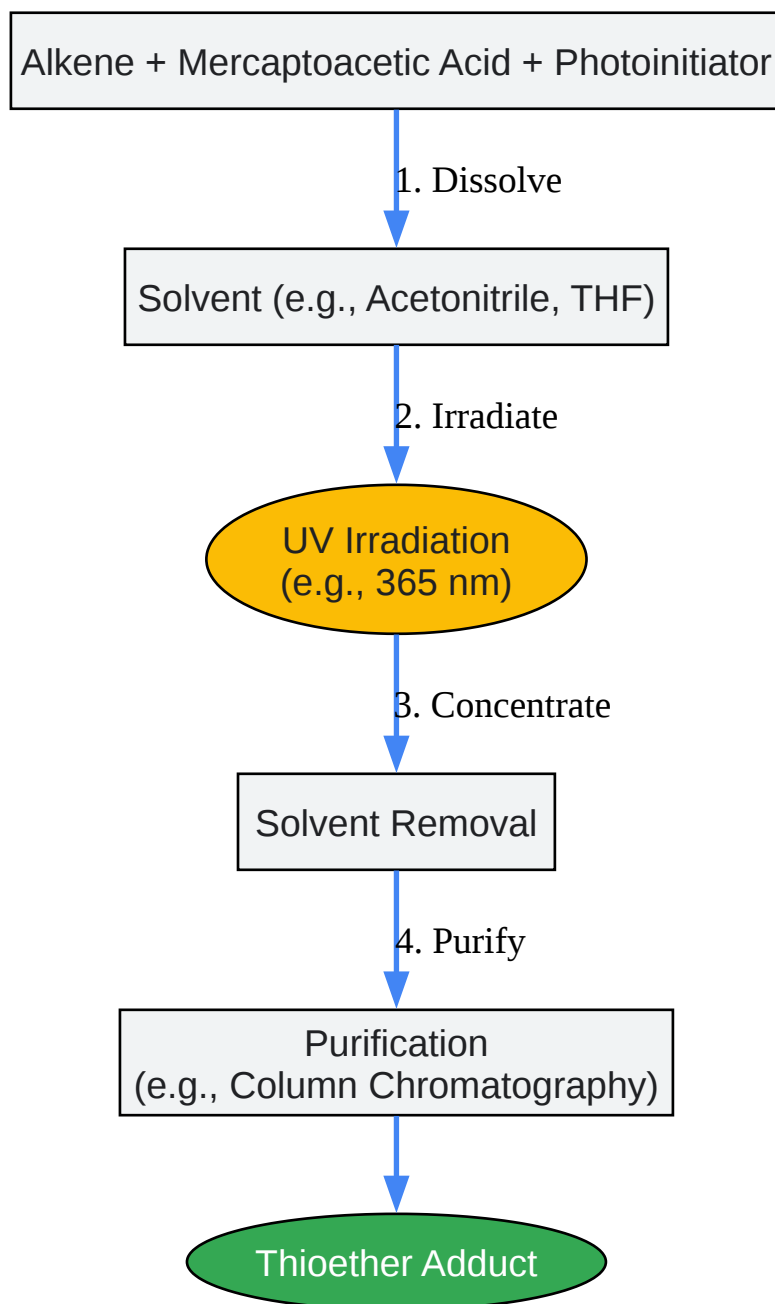 Alkene + Mercaptoacetic Acid + Photoinitiator
1. Dissolve
Solvent (e.g., Acetonitrile, THF)
2. Irradiate
UV Irradiation
(e.g., 365 nm)
3. Concentrate
Solvent Removal
4. Purify
Purification
(e.g., Column Chromatography)
Thioether Adduct